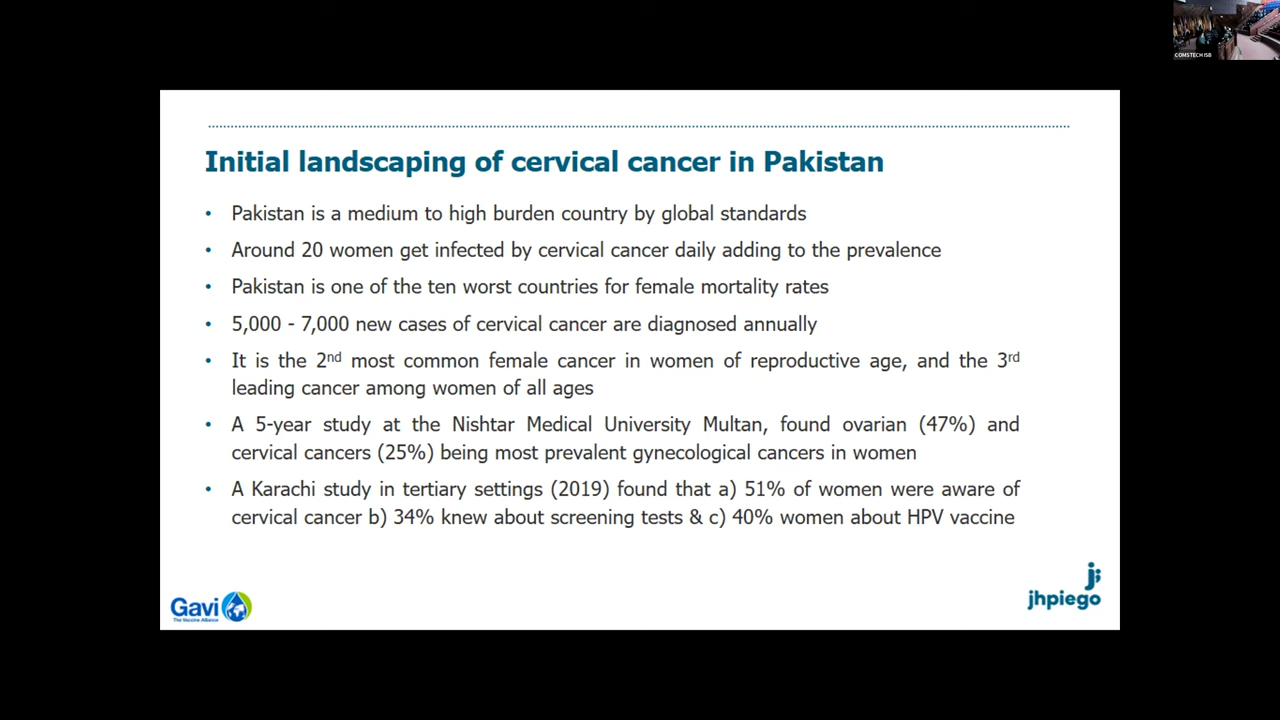 COMSTECH ISB
Initial landscaping of cervical cancer in Pakistan
• Pakistan is a medium to high burden country by global standards
• Around 20 women get infected by cervical cancer daily adding to the prevalence
• Pakistan is one of the ten worst countries for female mortality rates
• 5,000 - 7,000 new cases of cervical cancer are diagnosed annually
• It is the 2nd most common female cancer in women of reproductive age, and the 3rd
leading cancer among women of all ages
• A 5-year study at the Nishtar Medical University Multan, found ovarian (47%) and
cervical cancers (25%) being most prevalent gynecological cancers in women
• A Karachi study in tertiary settings (2019) found that a) 51% of women were aware of
cervical cancer b) 34% knew about screening tests & c) 40% women about HPV vaccine
Gavi
The Vaccine Alliance
jhpiego